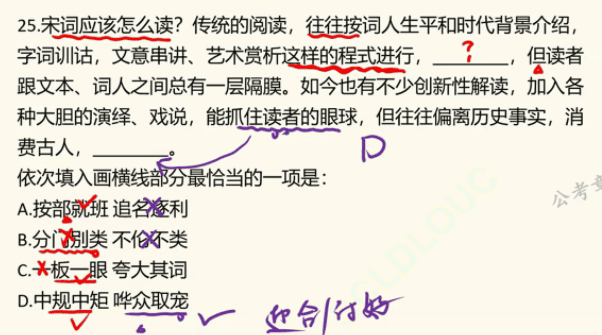 25.宋词应该怎么读？传统的阅读，往往按词人生平和时代背景介绍，
字词训诂，文意串讲、艺术赏析这样的程式进行，________，但读者
?
跟文本、词人之间总有一层隔膜。如今也有不少创新性解读，加入各
种大胆的演绎、戏说，能抓住读者的眼球，但往往偏离历史事实，消
费古人，________。
D
依次填入画横线部分最恰当的一项是：
A.按部就班 追名逐利
B.分门别类 不伦不类
C.一板一眼 夸大其词
D.中规中矩 哗众取宠
迎合/讨好
公考章